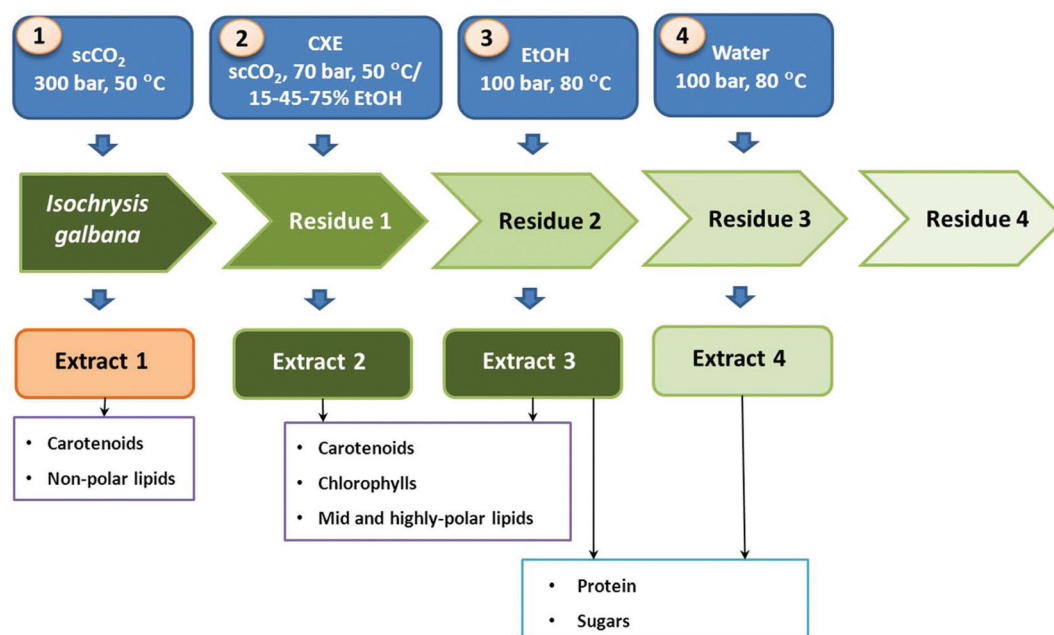 1
scCO₂
300 bar, 50 °C
2
CXE
scCO₂, 70 bar, 50 °C/
15-45-75% EtOH
3
EtOH
100 bar, 80 °C
4
Water
100 bar, 80 °C
Isochrysis
galbana
Residue 1
Residue 2
Residue 3
Residue 4
Extract 1
Extract 2
Extract 3
Extract 4
• Carotenoids
• Non-polar lipids
• Carotenoids
• Chlorophylls
• Mid and highly-polar lipids
• Protein
• Sugars